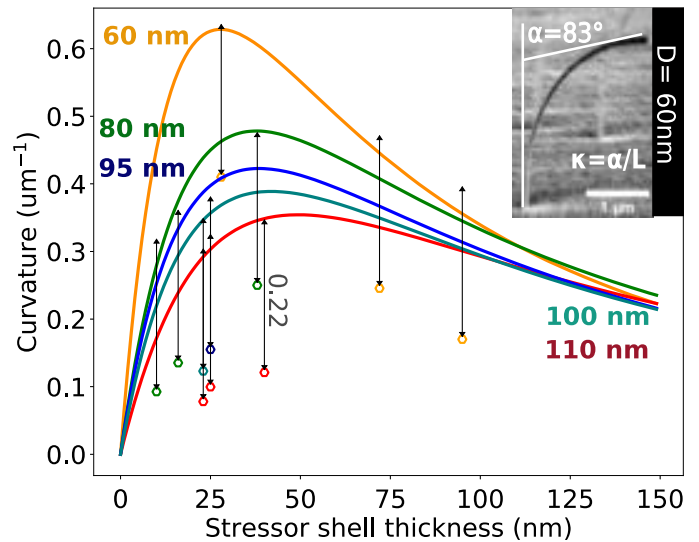 0.6
0.5
0.4
0.3
0.2
0.1
0.0
Curvature (um⁻¹)
60 nm
80 nm
95 nm
0.22
100 nm
110 nm
α=83°
κ=α/L
1 µm
D= 60nm
0 25 50 75 100 125 150
Stressor shell thickness (nm)